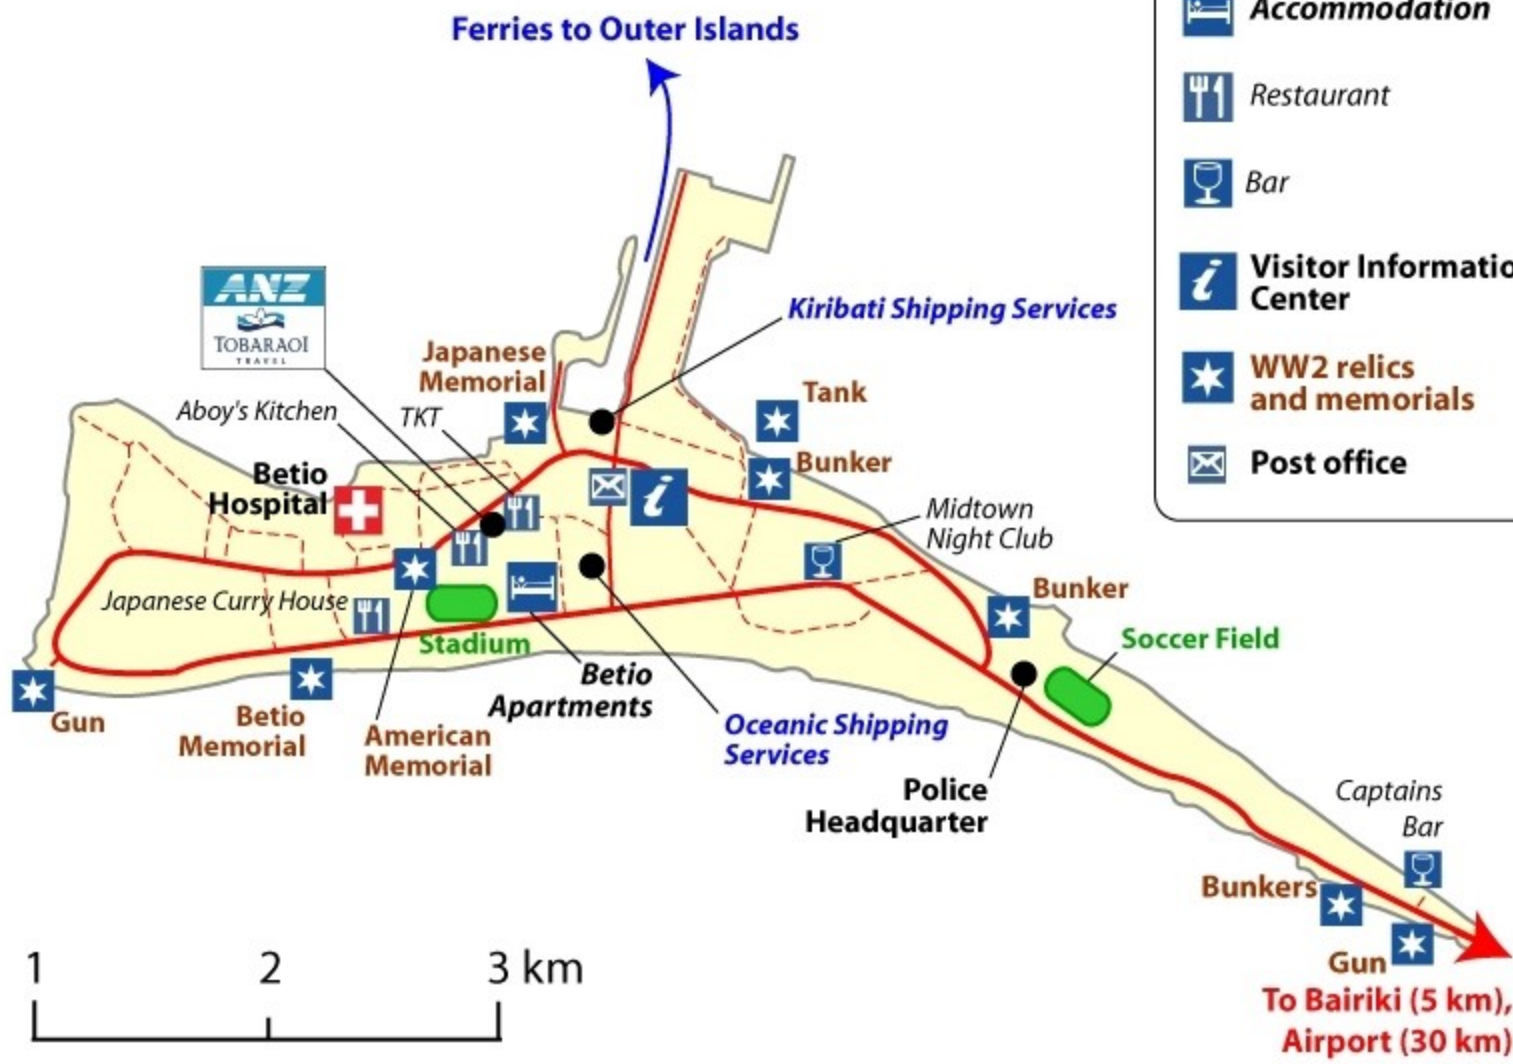 Ferries to Outer Islands
Accommodation
Restaurant
Bar
Visitor Informatio
Center
WW2 relics
and memorials
Post office
ANZ
TOBARAOI
TRAVEL
Kiribati Shipping Services
Japanese
Memorial
Tank
Aboy's Kitchen
TKT
Bunker
Betio
Hospital
Midtown
Night Club
Japanese Curry House
Bunker
Stadium
Soccer Field
Betio
Apartments
Gun
Betio
Memorial
American
Memorial
Oceanic Shipping
Services
Police
Headquarter
Captains
Bar
Bunkers
Gun
1 2 3 km
To Bairiki (5 km),
Airport (30 km)